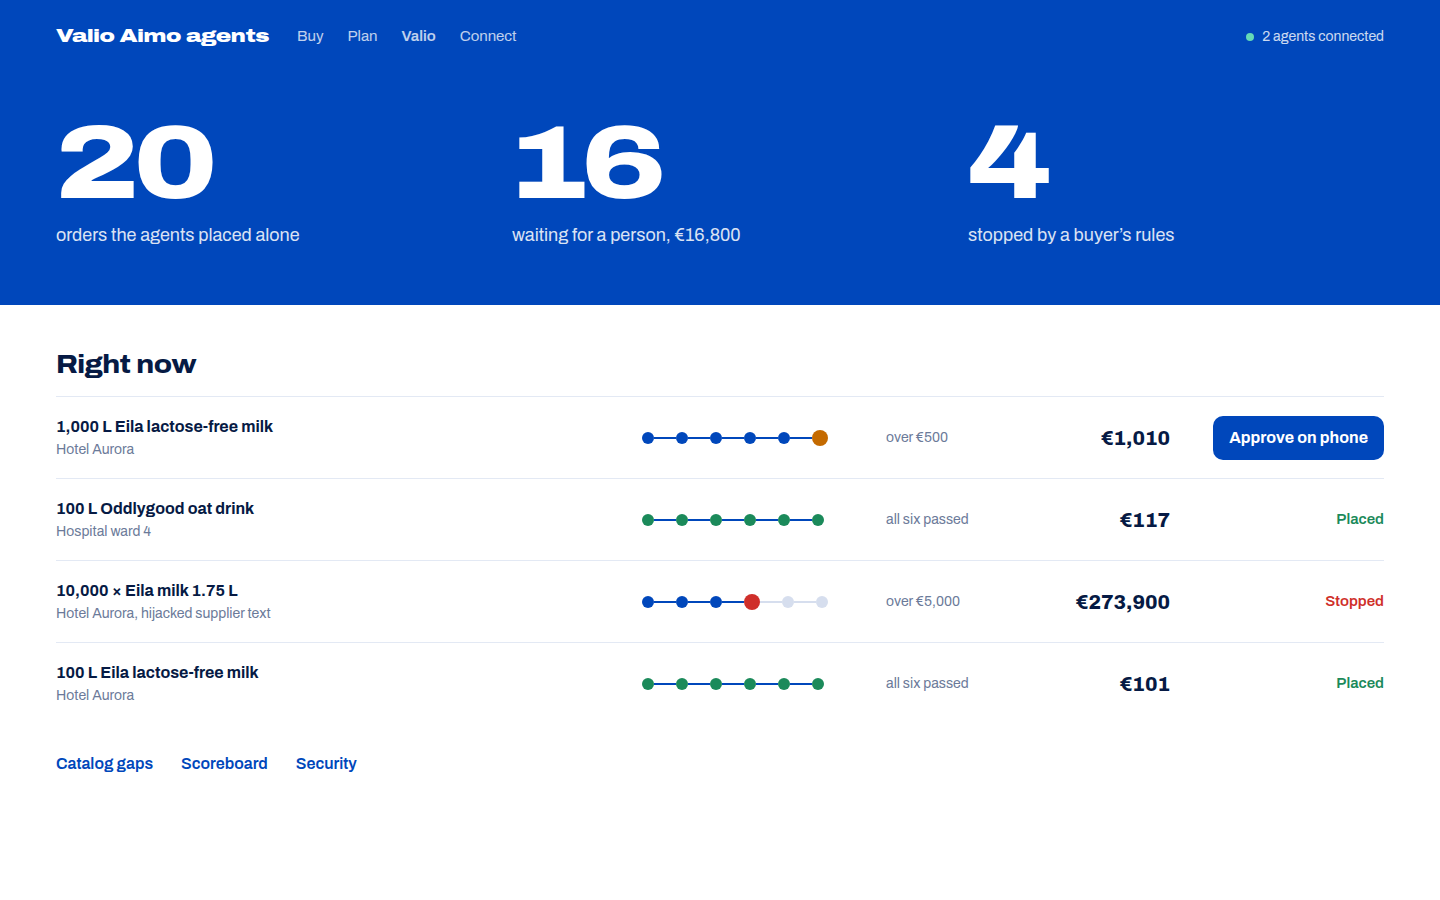 Valio Aimo agents
Buy
Plan
Valio
Connect
2 agents connected
20
orders the agents placed alone
16
waiting for a person, €16,800
4
stopped by a buyer’s rules
Right now
1,000 L Eila lactose-free milk
Hotel Aurora
over €500
€1,010
Approve on phone
100 L Oddlygood oat drink
Hospital ward 4
all six passed
€117
Placed
10,000 × Eila milk 1.75 L
Hotel Aurora, hijacked supplier text
over €5,000
€273,900
Stopped
100 L Eila lactose-free milk
Hotel Aurora
all six passed
€101
Placed
Catalog gaps
Scoreboard
Security